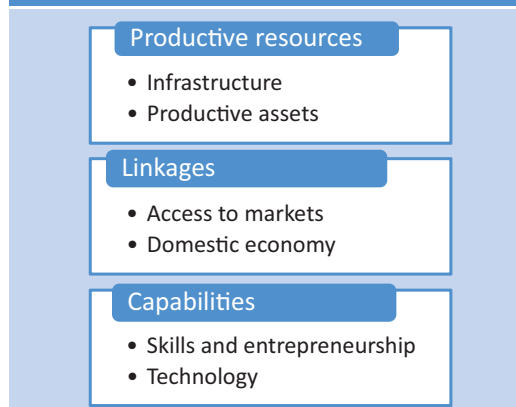 Productive resources
• Infrastructure
• Productive assets
Linkages
• Access to markets
• Domestic economy
Capabilities
• Skills and entrepreneurship
• Technology